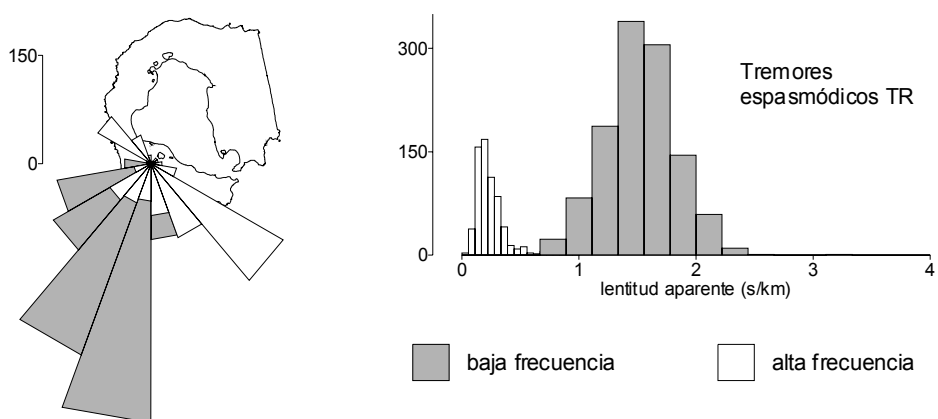 150
0
300
150
0
Tremores
espasmódicos TR
0
1
2
3
4
lentitud aparente (s/km)
baja frecuencia
alta frecuencia